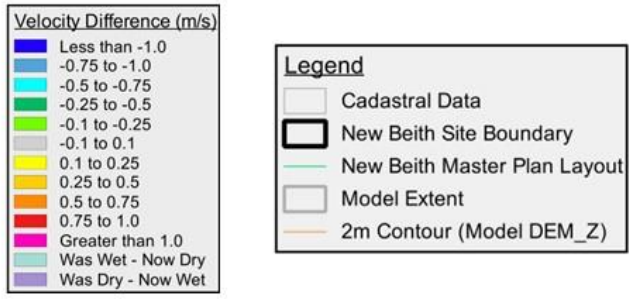 Velocity Difference (m/s)
Less than -1.0
-0.75 to -1.0
-0.5 to -0.75
-0.25 to -0.5
-0.1 to -0.25
-0.1 to 0.1
0.1 to 0.25
0.25 to 0.5
0.5 to 0.75
0.75 to 1.0
Greater than 1.0
Was Wet - Now Dry
Was Dry - Now Wet
Legend
Cadastral Data
New Beith Site Boundary
New Beith Master Plan Layout
Model Extent
2m Contour (Model DEM_Z)